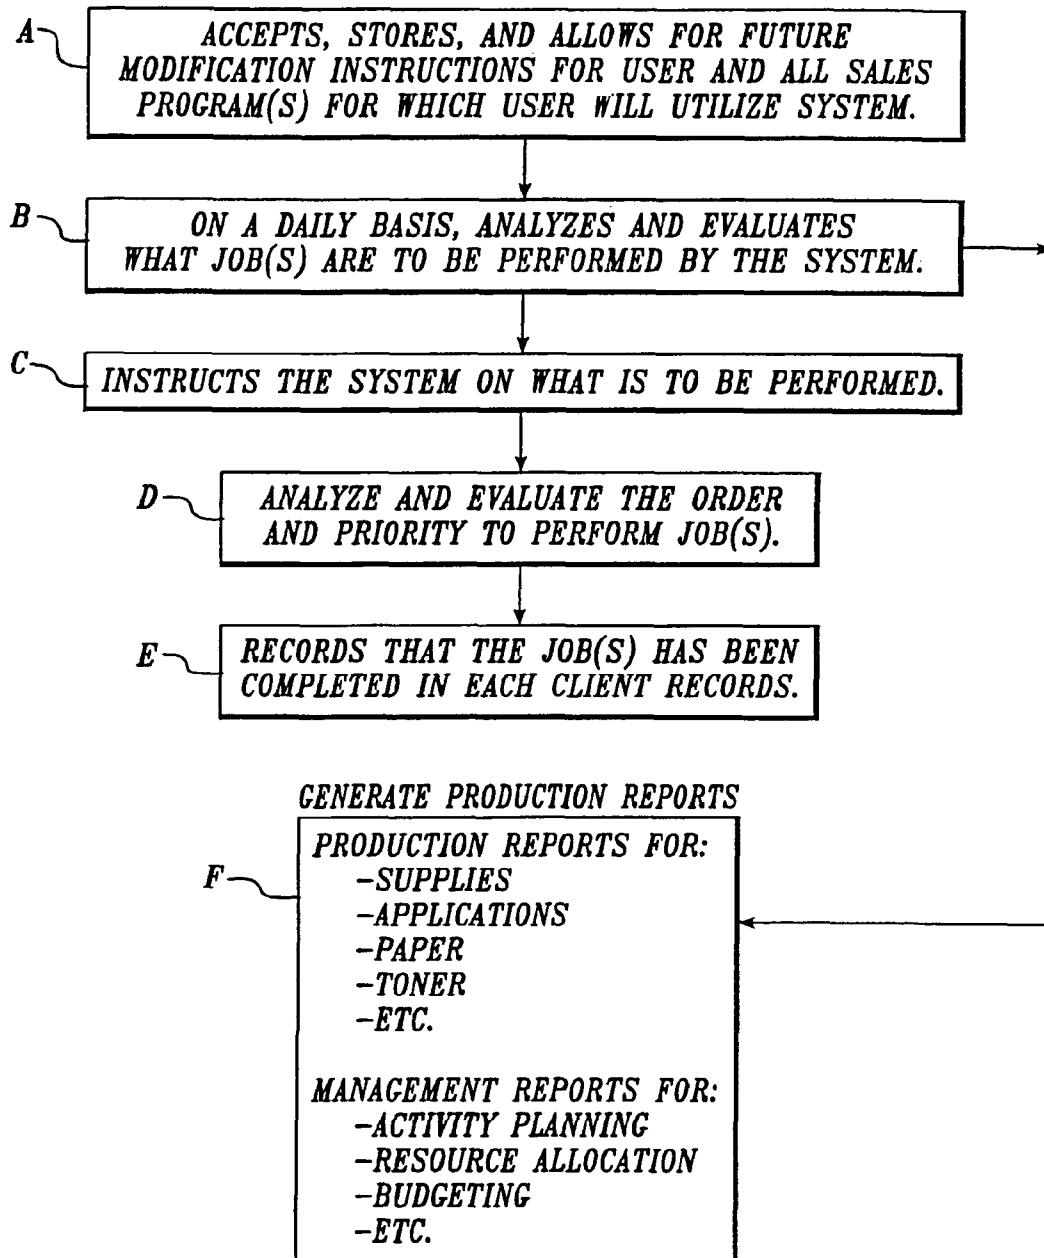 A
ACCEPTS, STORES, AND ALLOWS FOR FUTURE
MODIFICATION INSTRUCTIONS FOR USER AND ALL SALES
PROGRAM(S) FOR WHICH USER WILL UTILIZE SYSTEM.
B
ON A DAILY BASIS, ANALYZES AND EVALUATES
WHAT JOB(S) ARE TO BE PERFORMED BY THE SYSTEM.
C
INSTRUCTS THE SYSTEM ON WHAT IS TO BE PERFORMED.
D
ANALYZE AND EVALUATE THE ORDER
AND PRIORITY TO PERFORM JOB(S).
E
RECORDS THAT THE JOB(S) HAS BEEN
COMPLETED IN EACH CLIENT RECORDS.
GENERATE PRODUCTION REPORTS
F
PRODUCTION REPORTS FOR:
-SUPPLIES
-APPLICATIONS
-PAPER
-TONER
-ETC.
MANAGEMENT REPORTS FOR:
-ACTIVITY PLANNING
-RESOURCE ALLOCATION
-BUDGETING
-ETC.